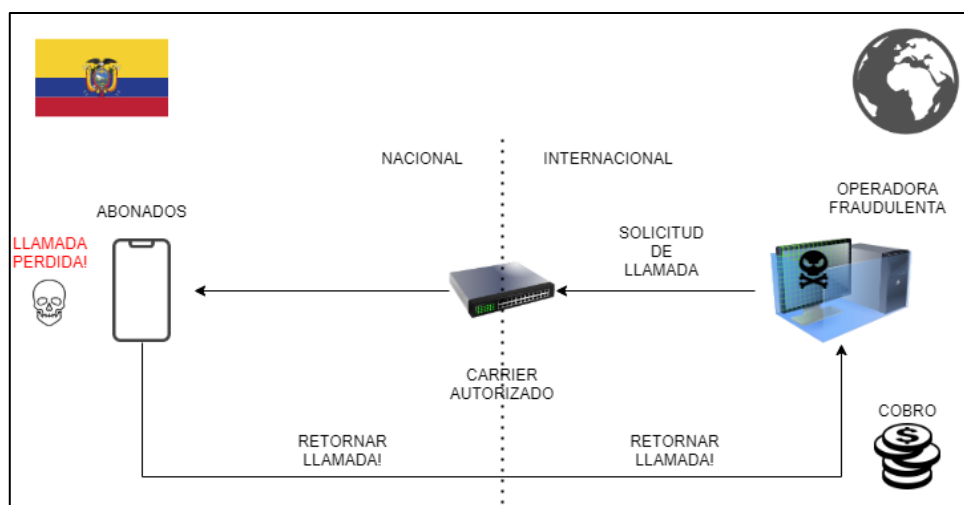 NACIONAL
INTERNACIONAL
OPERADORA
FRAUDULENTA
ABONADOS
LLAMADA
PERDIDA!
SOLICITUD
DE
LLAMADA
CARRIER
AUTORIZADO
COBRO
RETORNAR
LLAMADA!
RETORNAR
LLAMADA!
$